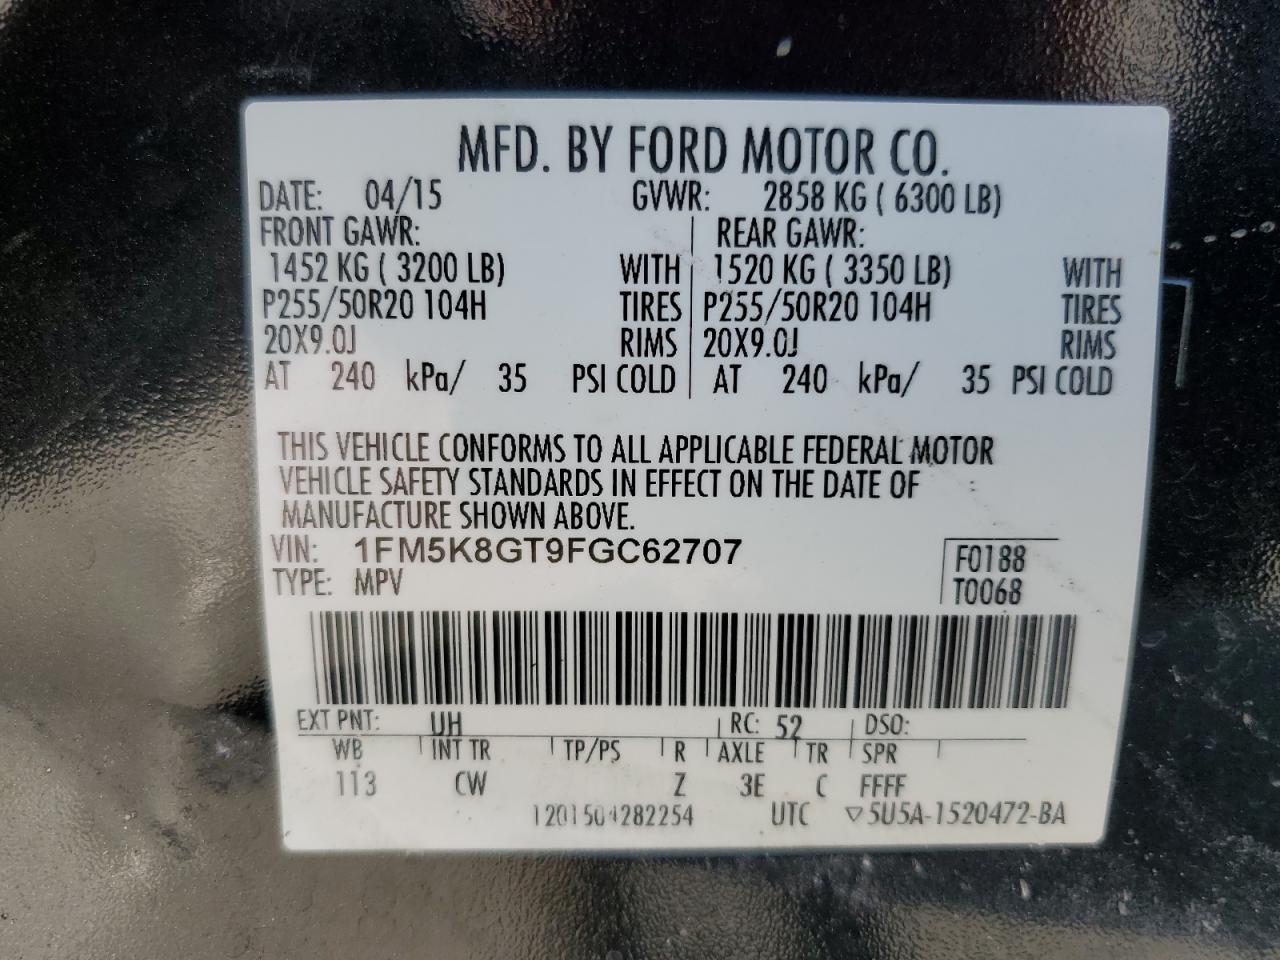 MFD. BY FORD MOTOR CO.
DATE: 04/15 GVWR: 2858 KG ( 6300 LB)
FRONT GAWR: REAR GAWR:
1452 KG ( 3200 LB) WITH 1520 KG ( 3350 LB) WITH
P255/50R20 104H TIRES P255/50R20 104H TIRES
20X9.0J RIMS 20X9.0J RIMS
AT 240 kPa/ 35 PSI COLD AT 240 kPa/ 35 PSI COLD
THIS VEHICLE CONFORMS TO ALL APPLICABLE FEDERAL MOTOR
VEHICLE SAFETY STANDARDS IN EFFECT ON THE DATE OF
MANUFACTURE SHOWN ABOVE.
VIN: 1FM5K8GT9FGC62707 F0188
TYPE: MPV T0068
EXT PNT: UH RC: 52 DSO:
WB INT TR TP/PS R AXLE TR SPR
113 CW Z 3E C FFFF
1201504282254 UTC ▽5U5A-1520472-BA